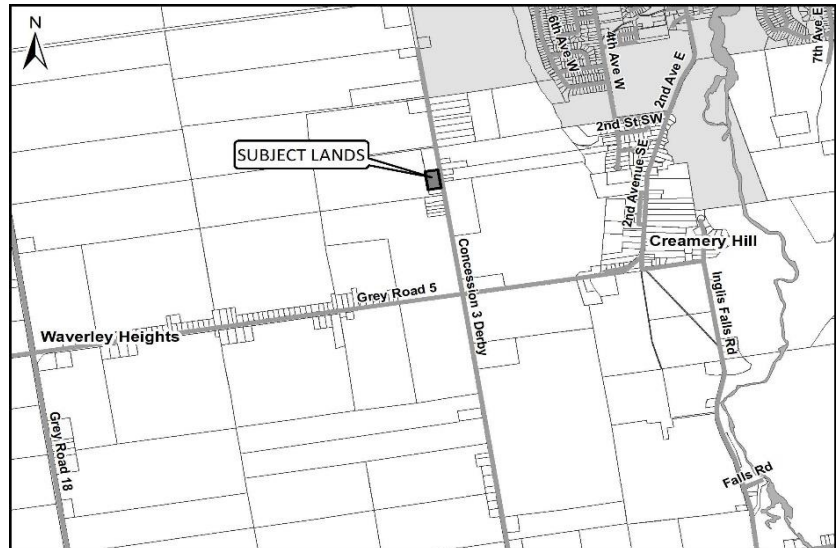 N
6th Ave W
4th Ave W
2nd Ave E
7th Ave E
2nd St SW
SUBJECT LANDS
2nd Avenue SE
Creamery Hill
Concession 3 Derby
Grey Road 5
Inglis Falls Rd
Waverley Heights
Grey Road 18
Falls Rd